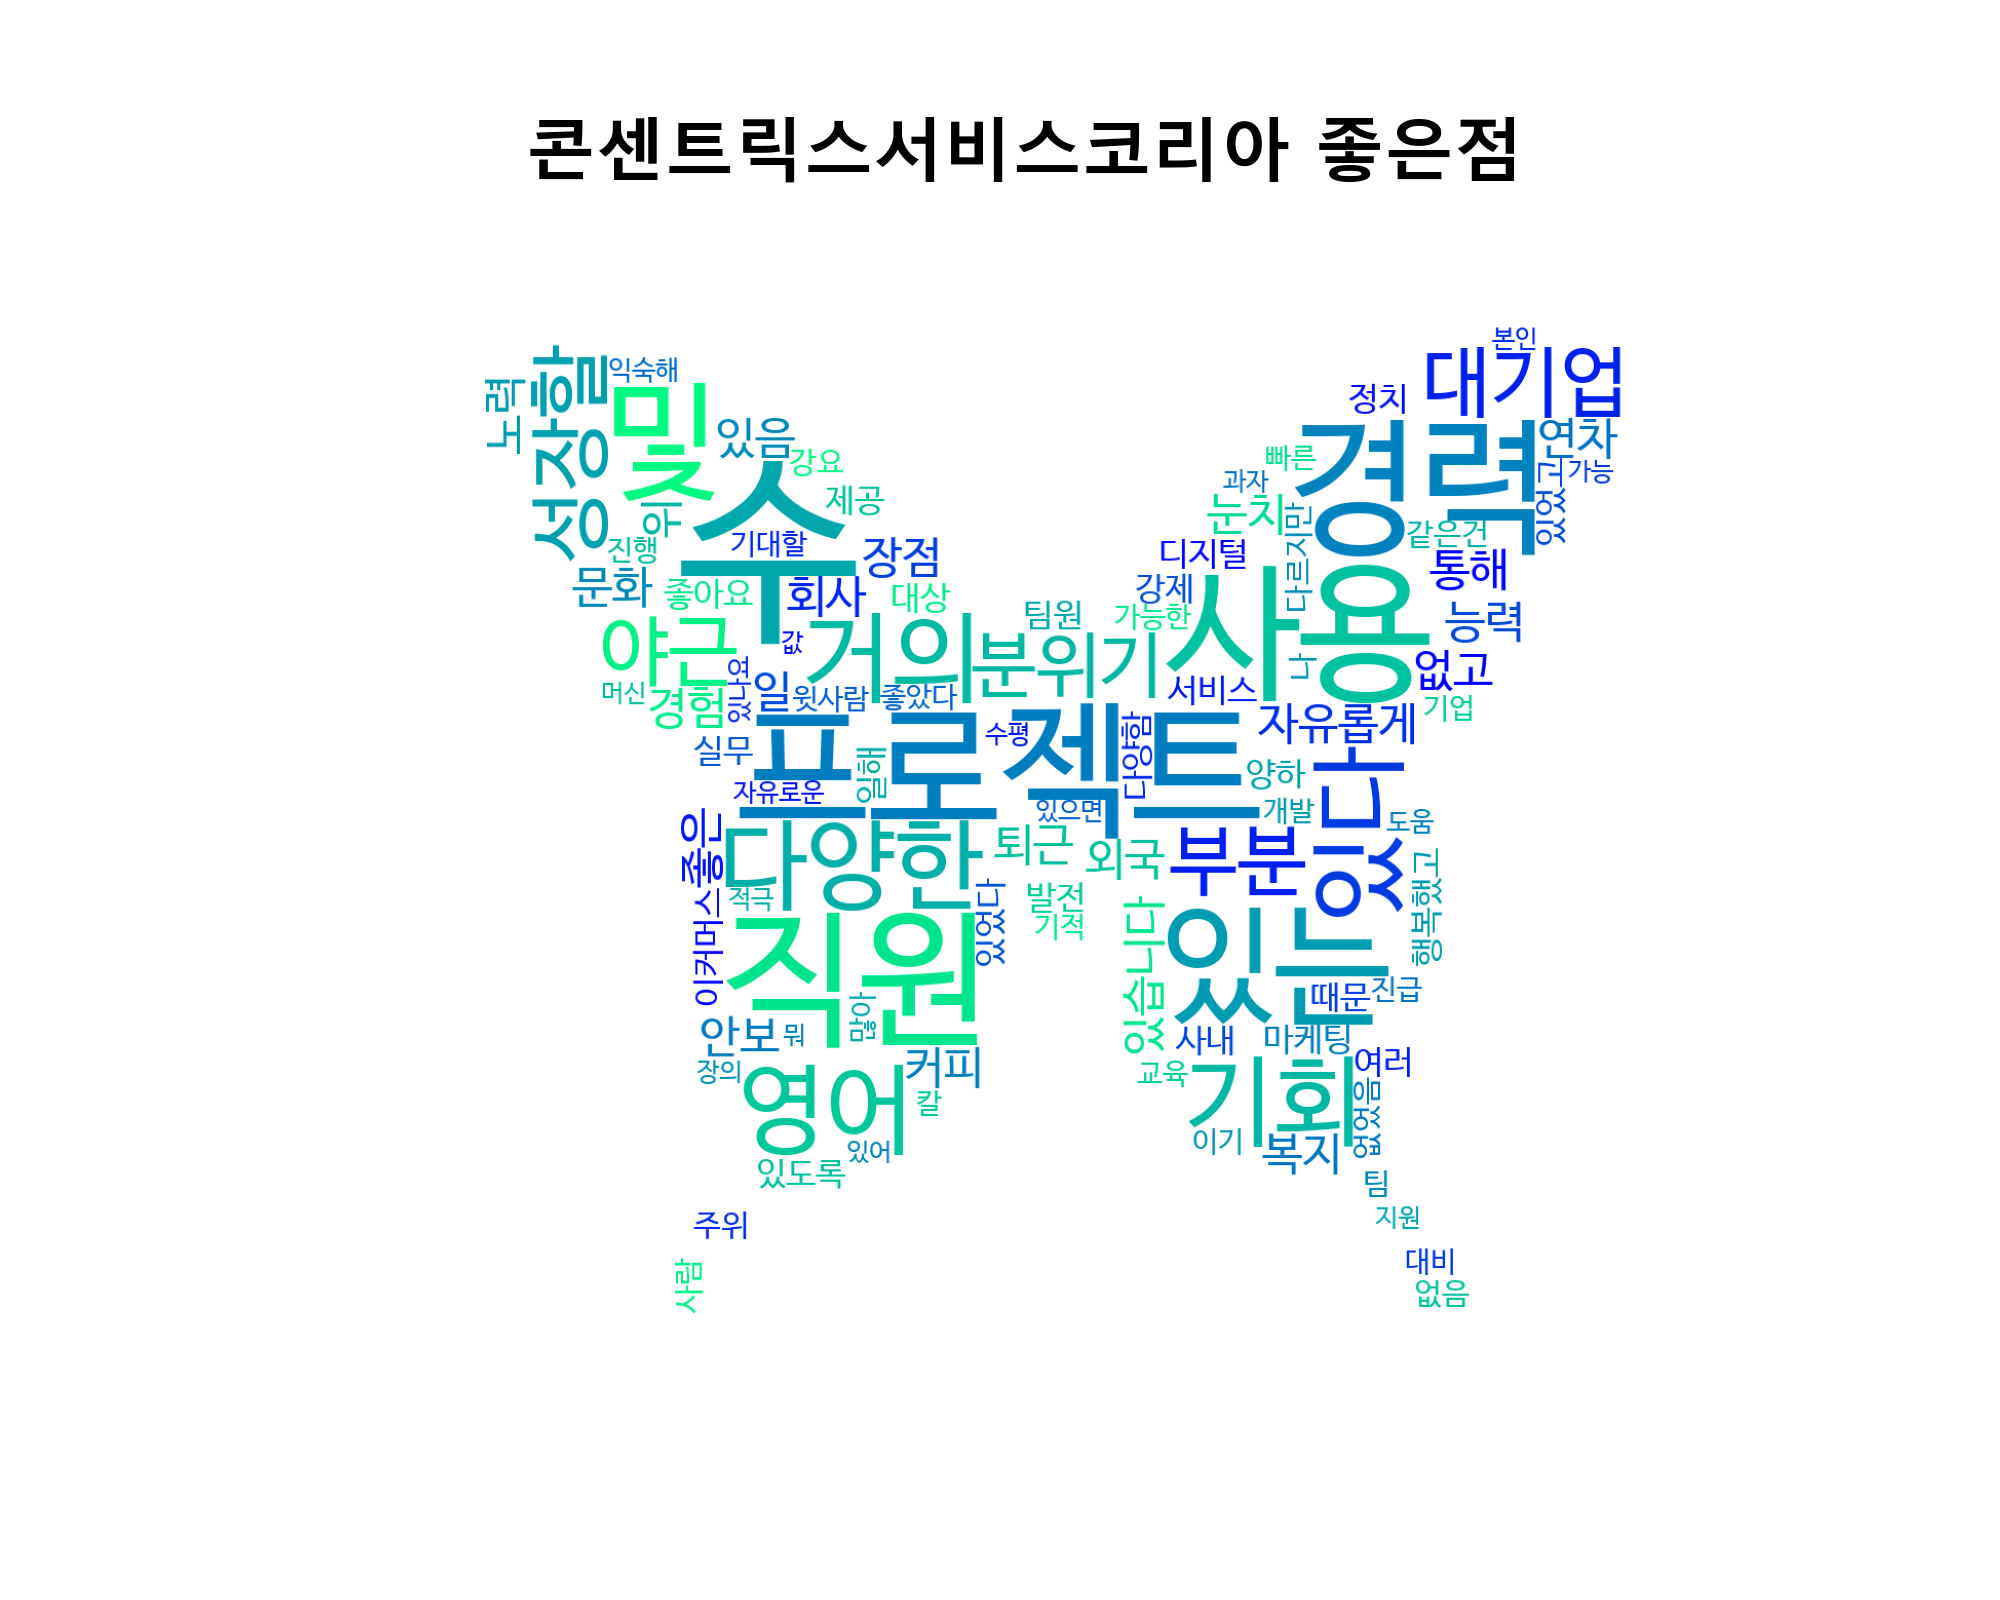 콘센트릭스서비스코리아 좋은점
본인
대기업
익숙해
노력
성장할
및
정치
있음
수
경력
연차
강요
빠른
과자
가능
있었고
제공
위
눈치
다르지만
같은건
기대할
진행
장점
디지털
통해
문화
좋아요
회사
대상
강제
사용
팀원
가능한
능력
야근
값
거의
분위기
나
없고
있나여
머신
경험
일
윗사람
좋았다
서비스
기업
자유롭게
수평
다양함
프로젝트
실무
일해
양하
있다
자유로운
있으면
개발
도움
좋은
다양한
퇴근
외국
부분
행복했고
적극
이커머스
있었다
발전
기적
있습니다
있는
직원
많아
때문
진급
안보
뭐
사내
마케팅
장의
커피
교육
기회
여러
영어
칼
없었음
이기
복지
있어
있도록
팀
주위
지원
대비
사람
없음